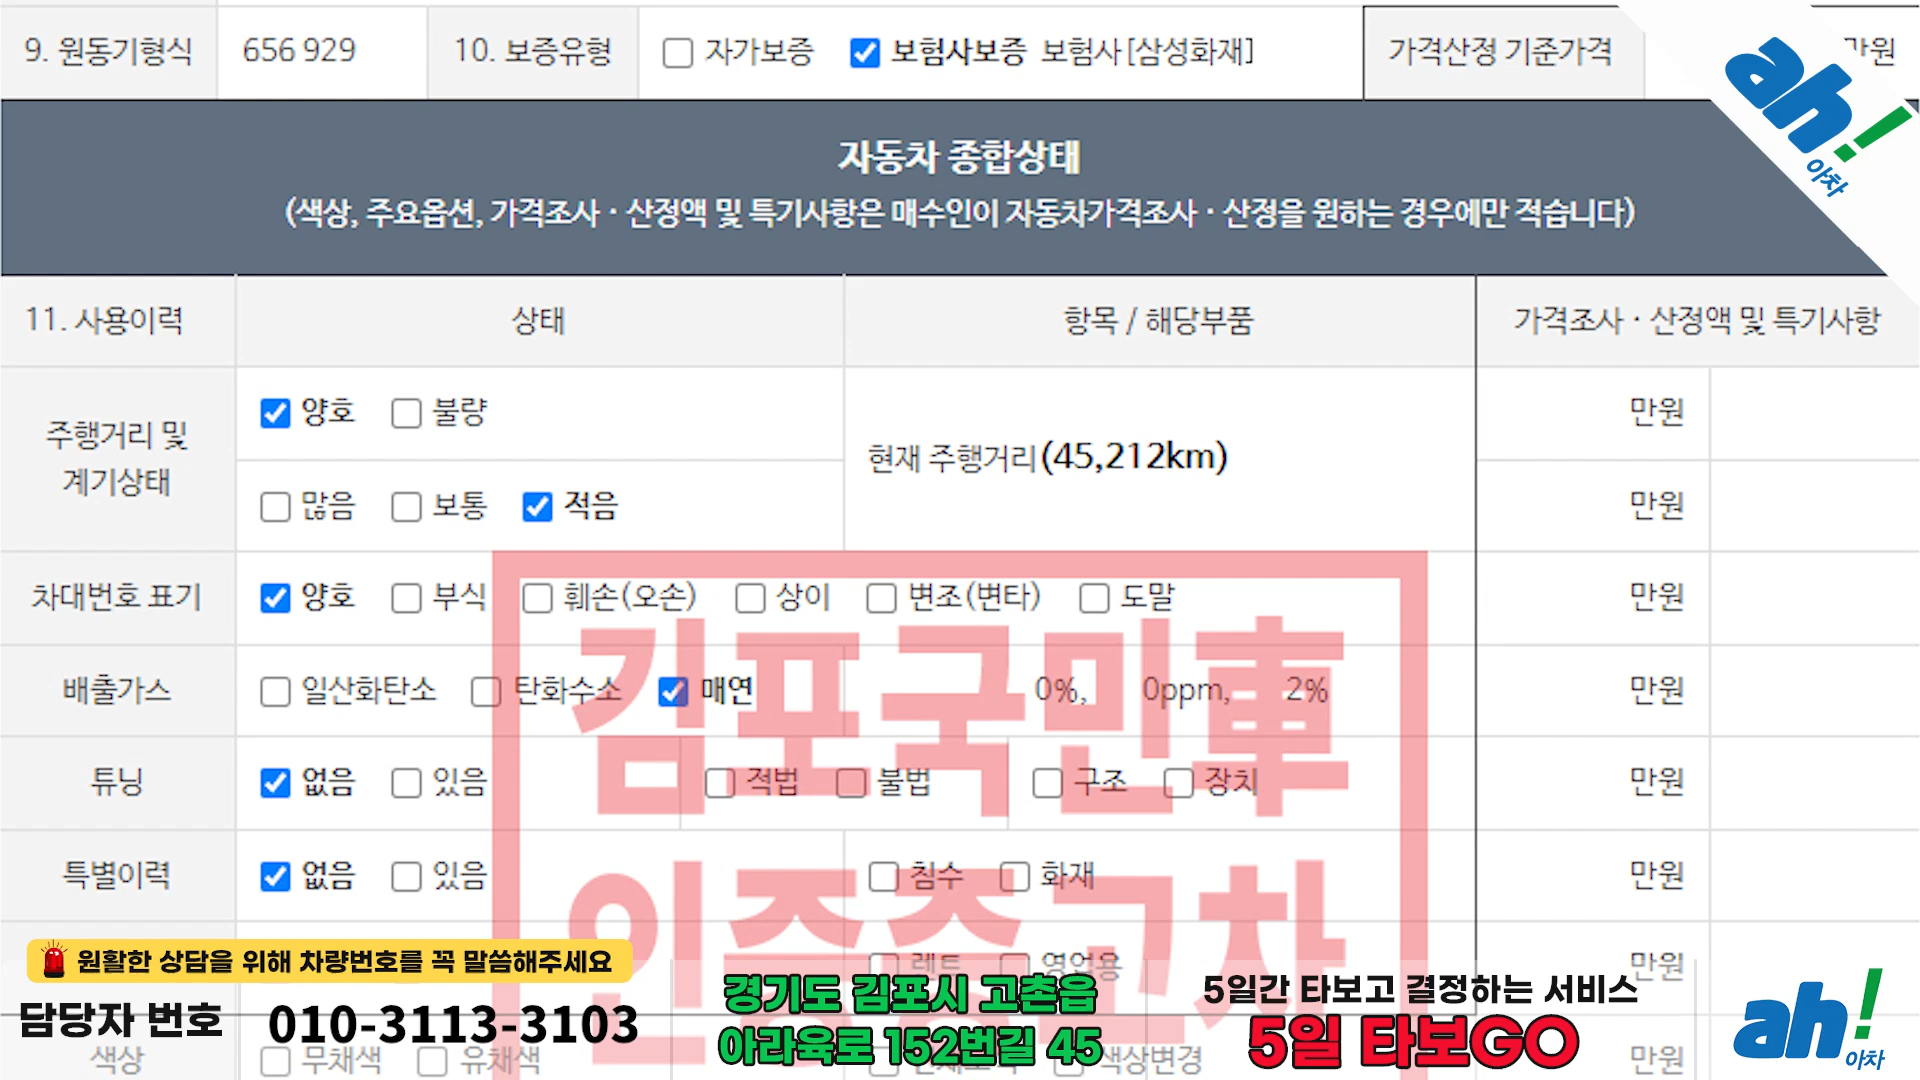 9. 원동기형식 656 929 10. 보증유형 자가보증 보험사보증 보험사[삼성화재] 가격산정 기준가격 만원
ah! 아차
자동차 종합상태
(색상, 주요옵션, 가격조사 · 산정액 및 특기사항은 매수인이 자동차가격조사 · 산정을 원하는 경우에만 적습니다)
11. 사용이력 상태 항목 / 해당부품 가격조사 · 산정액 및 특기사항
주행거리 및 계기상태 양호 불량 현재 주행거리(45,212km) 만원
많음 보통 적음 만원
차대번호 표기 양호 부식 훼손(오손) 상이 변조(변타) 도말 만원
배출가스 일산화탄소 탄화수소 매연 0%, 0ppm, 2% 만원
튜닝 없음 있음 적법 불법 구조 장치 만원
특별이력 없음 있음 침수 화재 만원
렌트 영업용 만원
색상 무채색 유채색 색상변경 만원
김포국민車
인증중고차
원활한 상담을 위해 차량번호를 꼭 말씀해주세요
담당자 번호 010-3113-3103
경기도 김포시 고촌읍
아라육로 152번길 45
5일간 타보고 결정하는 서비스
5일 타보GO
ah! 아차